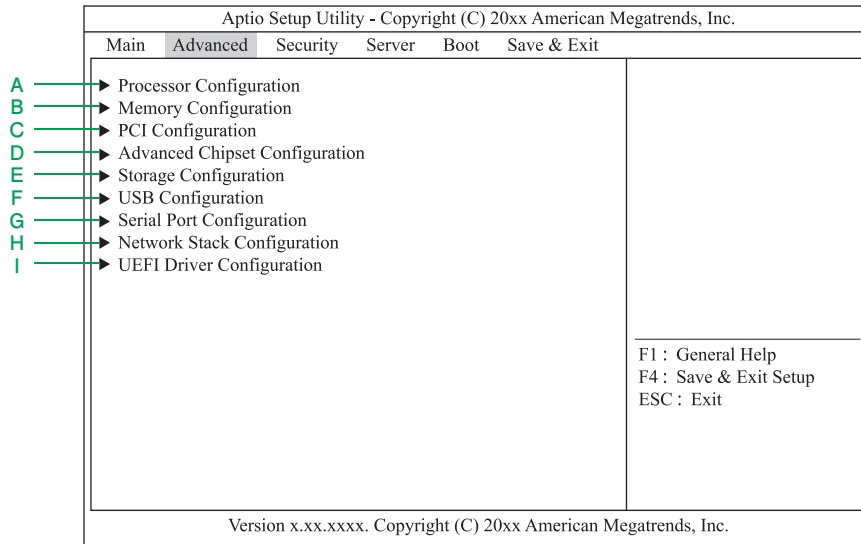 Aptio Setup Utility - Copyright (C) 20xx American Megatrends, Inc.
Main Advanced Security Server Boot Save & Exit
A ▶ Processor Configuration
B ▶ Memory Configuration
C ▶ PCI Configuration
D ▶ Advanced Chipset Configuration
E ▶ Storage Configuration
F ▶ USB Configuration
G ▶ Serial Port Configuration
H ▶ Network Stack Configuration
I ▶ UEFI Driver Configuration
F1 : General Help
F4 : Save & Exit Setup
ESC : Exit
Version x.xx.xxxx. Copyright (C) 20xx American Megatrends, Inc.